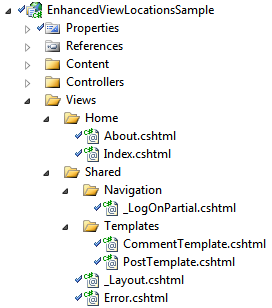 EnhancedViewLocationsSample
Properties
References
Content
Controllers
Views
Home
About.cshtml
Index.cshtml
Shared
Navigation
_LogOnPartial.cshtml
Templates
CommentTemplate.cshtml
PostTemplate.cshtml
_Layout.cshtml
Error.cshtml